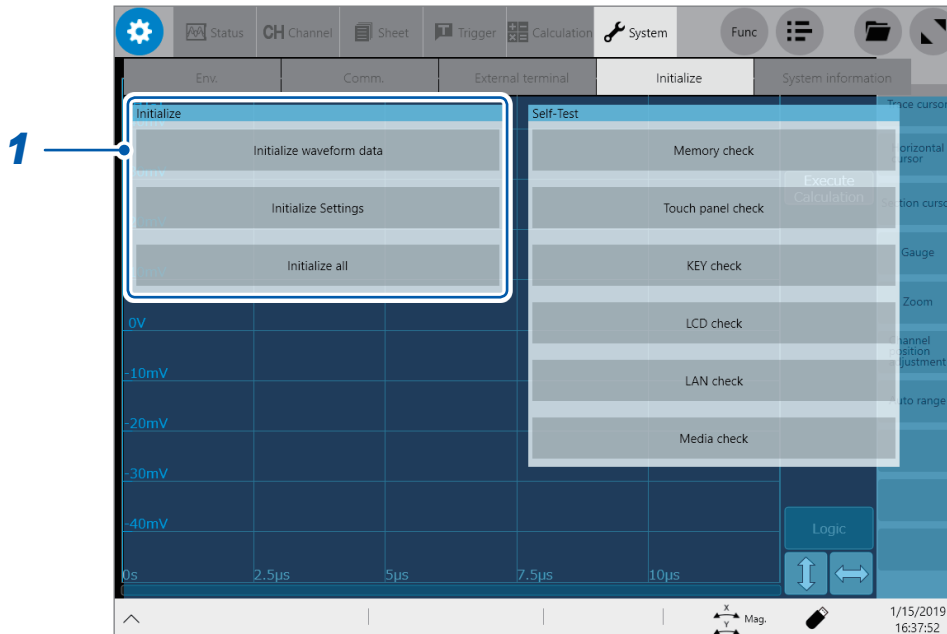 Status
CH Channel
Sheet
Trigger
Calculation
System
Func
Env.
Comm.
External terminal
Initialize
System information
1
Initialize
Initialize waveform data
Initialize Settings
Initialize all
Self-Test
Memory check
Touch panel check
KEY check
LCD check
LAN check
Media check
Execute
Calculation
Trace cursor
Gauge
Zoom
0V
-10mV
-20mV
-30mV
-40mV
0s
2.5µs
5µs
7.5µs
10µs
Logic
X
Y
Mag.
1/15/2019
16:37:52